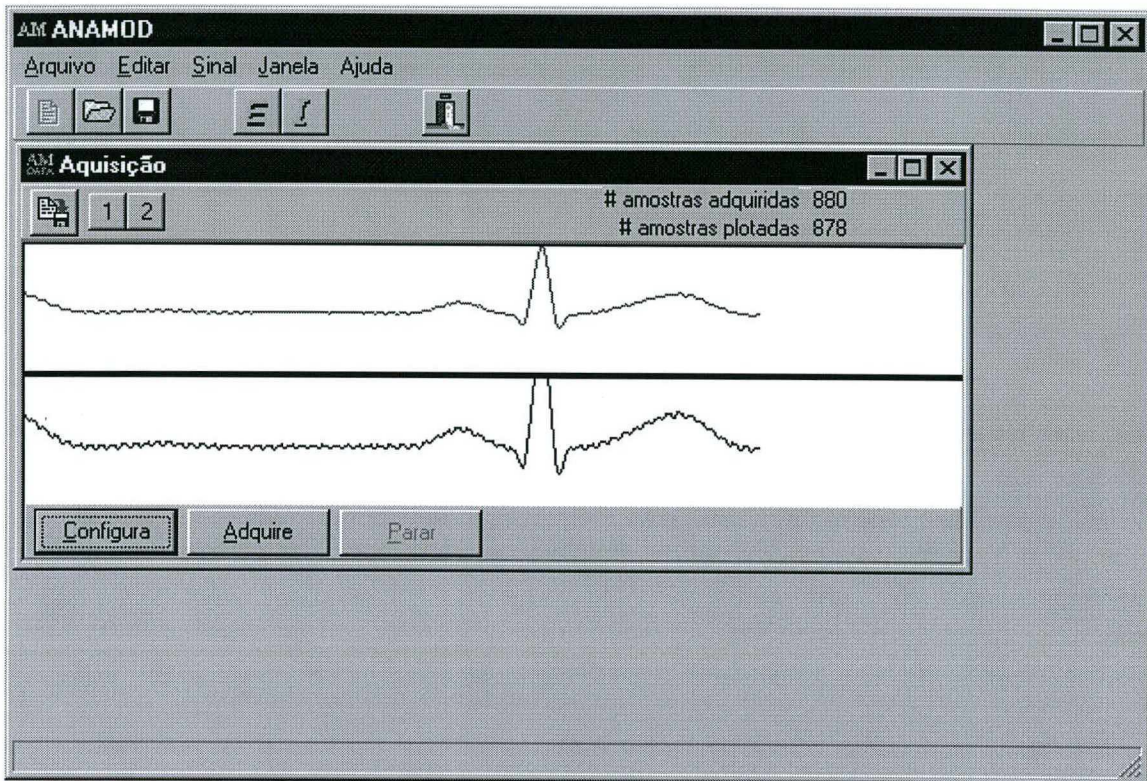 AM ANAMOD
Arquivo Editar Sinal Janela Ajuda
AM DATA Aquisição
1 2
# amostras adquiridas 880
# amostras plotadas 878
Configura Adquire Parar